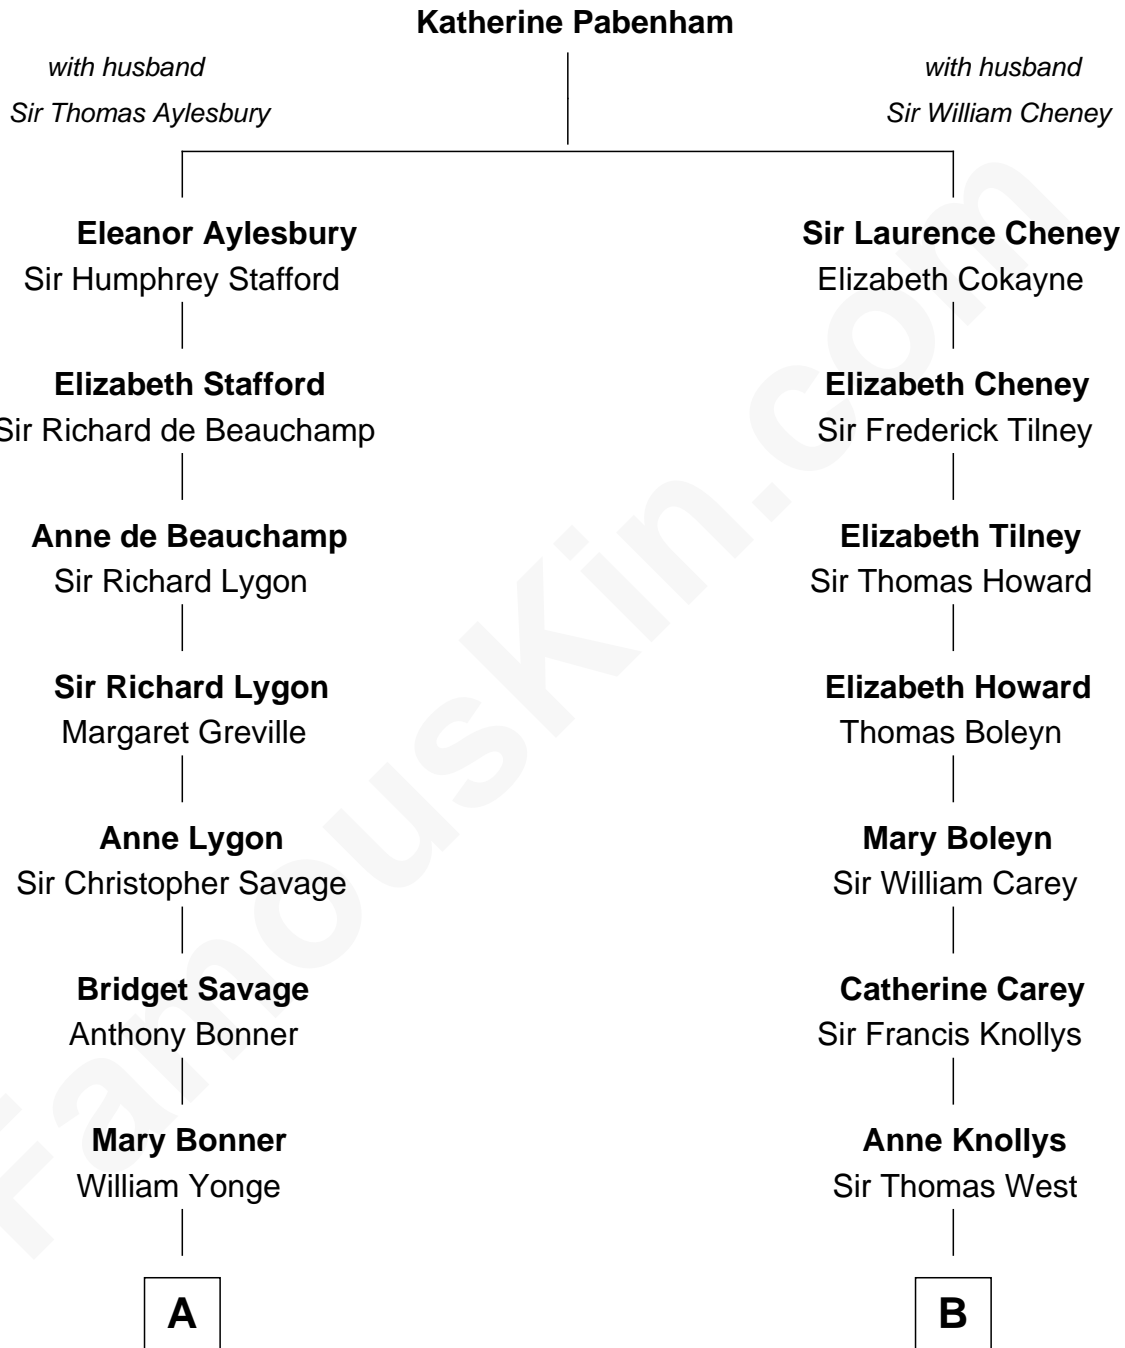 Katherine Pabenham
with husband
Sir Thomas Aylesbury
with husband
Sir William Cheney
Eleanor Aylesbury
Sir Humphrey Stafford
Sir Laurence Cheney
Elizabeth Cokayne
Elizabeth Stafford
Sir Richard de Beauchamp
Elizabeth Cheney
Sir Frederick Tilney
Anne de Beauchamp
Sir Richard Lygon
Elizabeth Tilney
Sir Thomas Howard
Sir Richard Lygon
Margaret Greville
Elizabeth Howard
Thomas Boleyn
Anne Lygon
Sir Christopher Savage
Mary Boleyn
Sir William Carey
Bridget Savage
Anthony Bonner
Catherine Carey
Sir Francis Knollys
Mary Bonner
William Yonge
Anne Knollys
Sir Thomas West
A
B
FamousKin.com